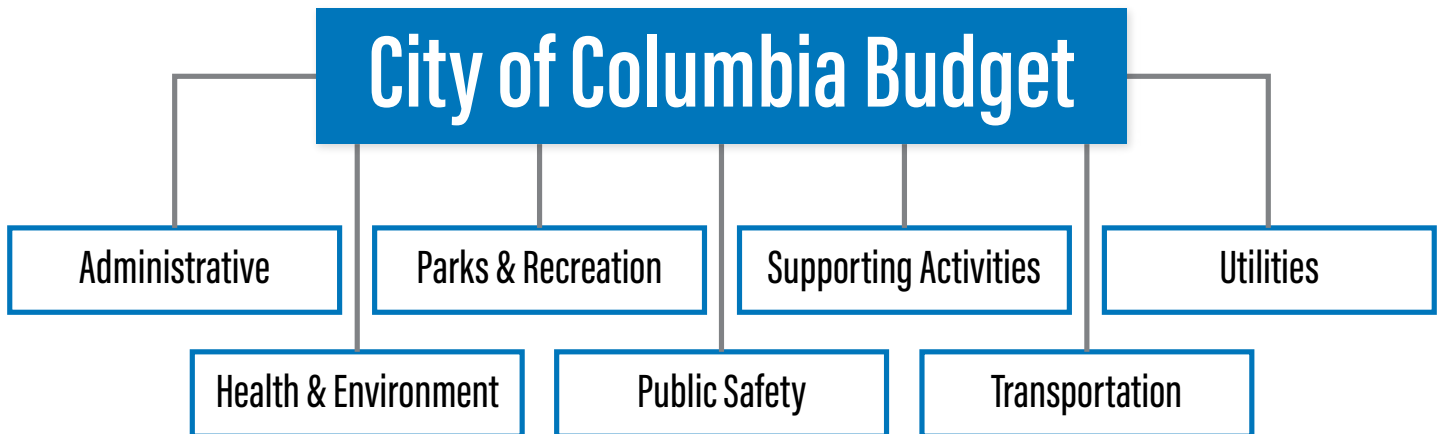 City of Columbia Budget
Administrative
Parks & Recreation
Supporting Activities
Utilities
Health & Environment
Public Safety
Transportation